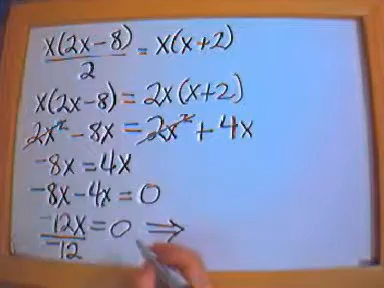 x(2x-8)/2 = x(x+2)
x(2x-8) = 2x(x+2)
2x² -8x = 2x² + 4x
-8x = 4x
-8x - 4x = 0
-12x/-12 = 0 ⇒